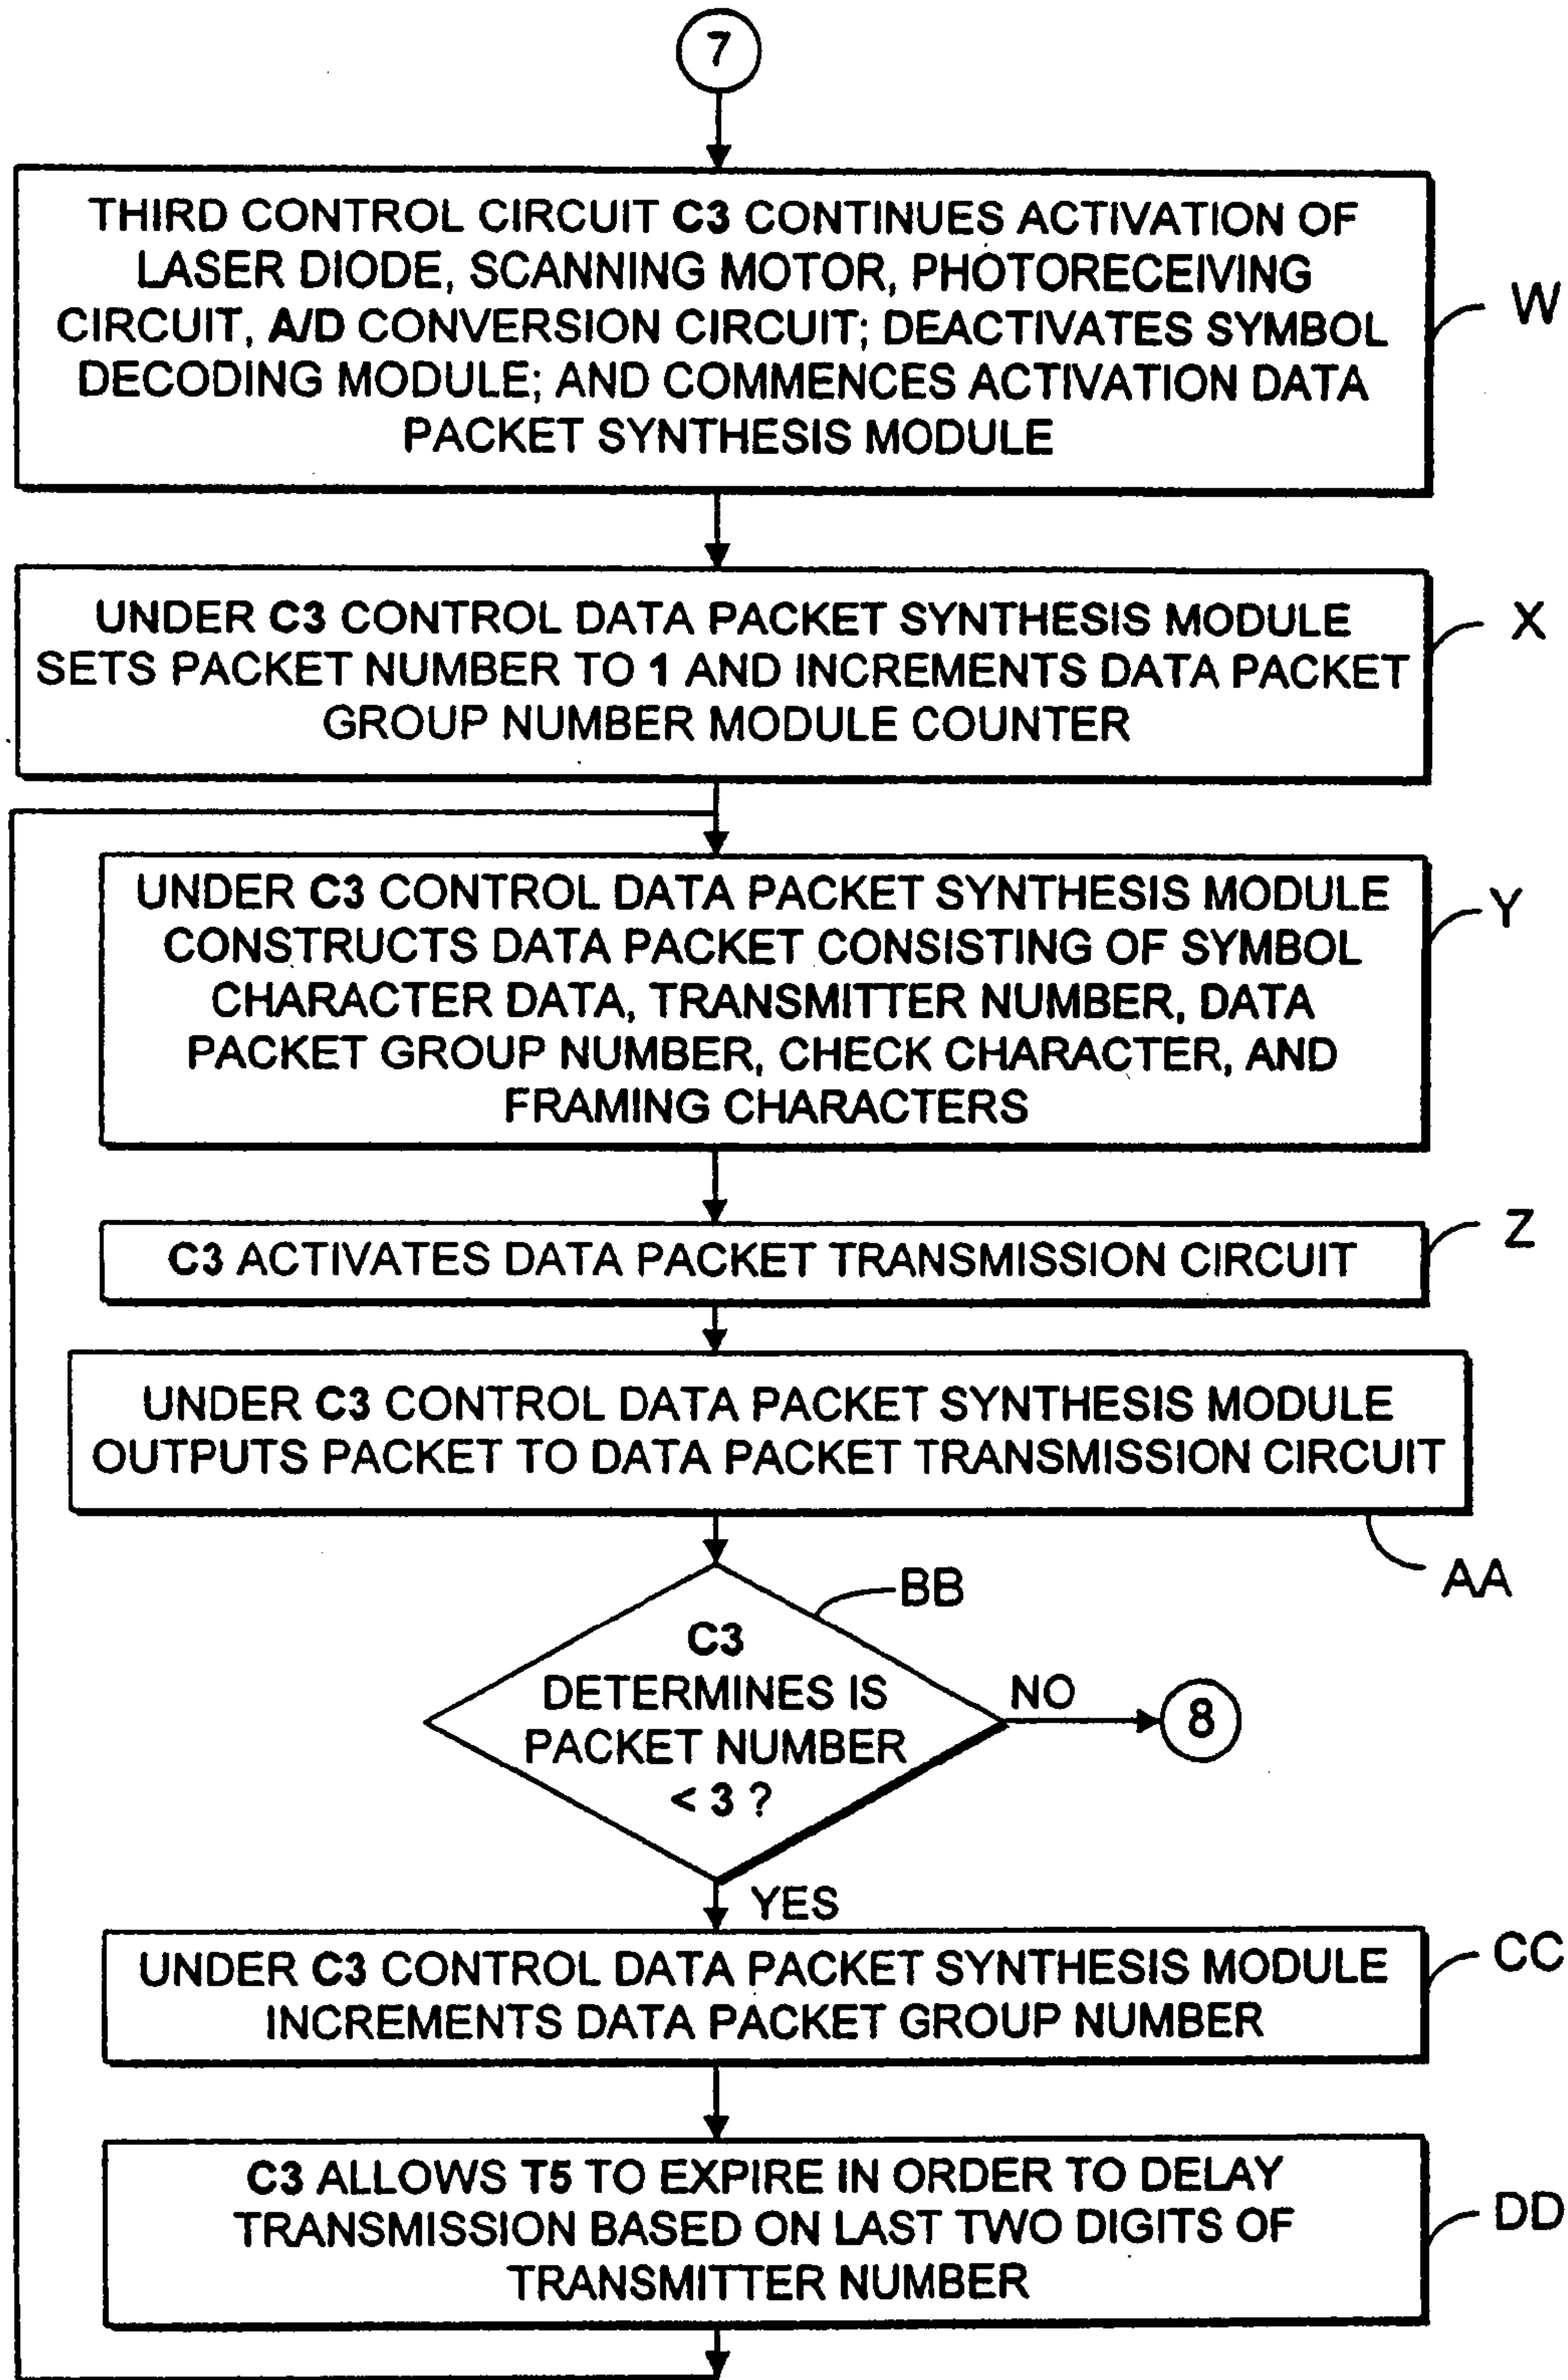 7
THIRD CONTROL CIRCUIT C3 CONTINUES ACTIVATION OF
LASER DIODE, SCANNING MOTOR, PHOTORECEIVING
CIRCUIT, A/D CONVERSION CIRCUIT; DEACTIVATES SYMBOL
DECODING MODULE; AND COMMENCES ACTIVATION DATA
PACKET SYNTHESIS MODULE
W
UNDER C3 CONTROL DATA PACKET SYNTHESIS MODULE
SETS PACKET NUMBER TO 1 AND INCREMENTS DATA PACKET
GROUP NUMBER MODULE COUNTER
X
UNDER C3 CONTROL DATA PACKET SYNTHESIS MODULE
CONSTRUCTS DATA PACKET CONSISTING OF SYMBOL
CHARACTER DATA, TRANSMITTER NUMBER, DATA
PACKET GROUP NUMBER, CHECK CHARACTER, AND
FRAMING CHARACTERS
Y
C3 ACTIVATES DATA PACKET TRANSMISSION CIRCUIT
Z
UNDER C3 CONTROL DATA PACKET SYNTHESIS MODULE
OUTPUTS PACKET TO DATA PACKET TRANSMISSION CIRCUIT
AA
BB
C3
DETERMINES IS
PACKET NUMBER
< 3 ?
NO
8
YES
UNDER C3 CONTROL DATA PACKET SYNTHESIS MODULE
INCREMENTS DATA PACKET GROUP NUMBER
CC
C3 ALLOWS T5 TO EXPIRE IN ORDER TO DELAY
TRANSMISSION BASED ON LAST TWO DIGITS OF
TRANSMITTER NUMBER
DD